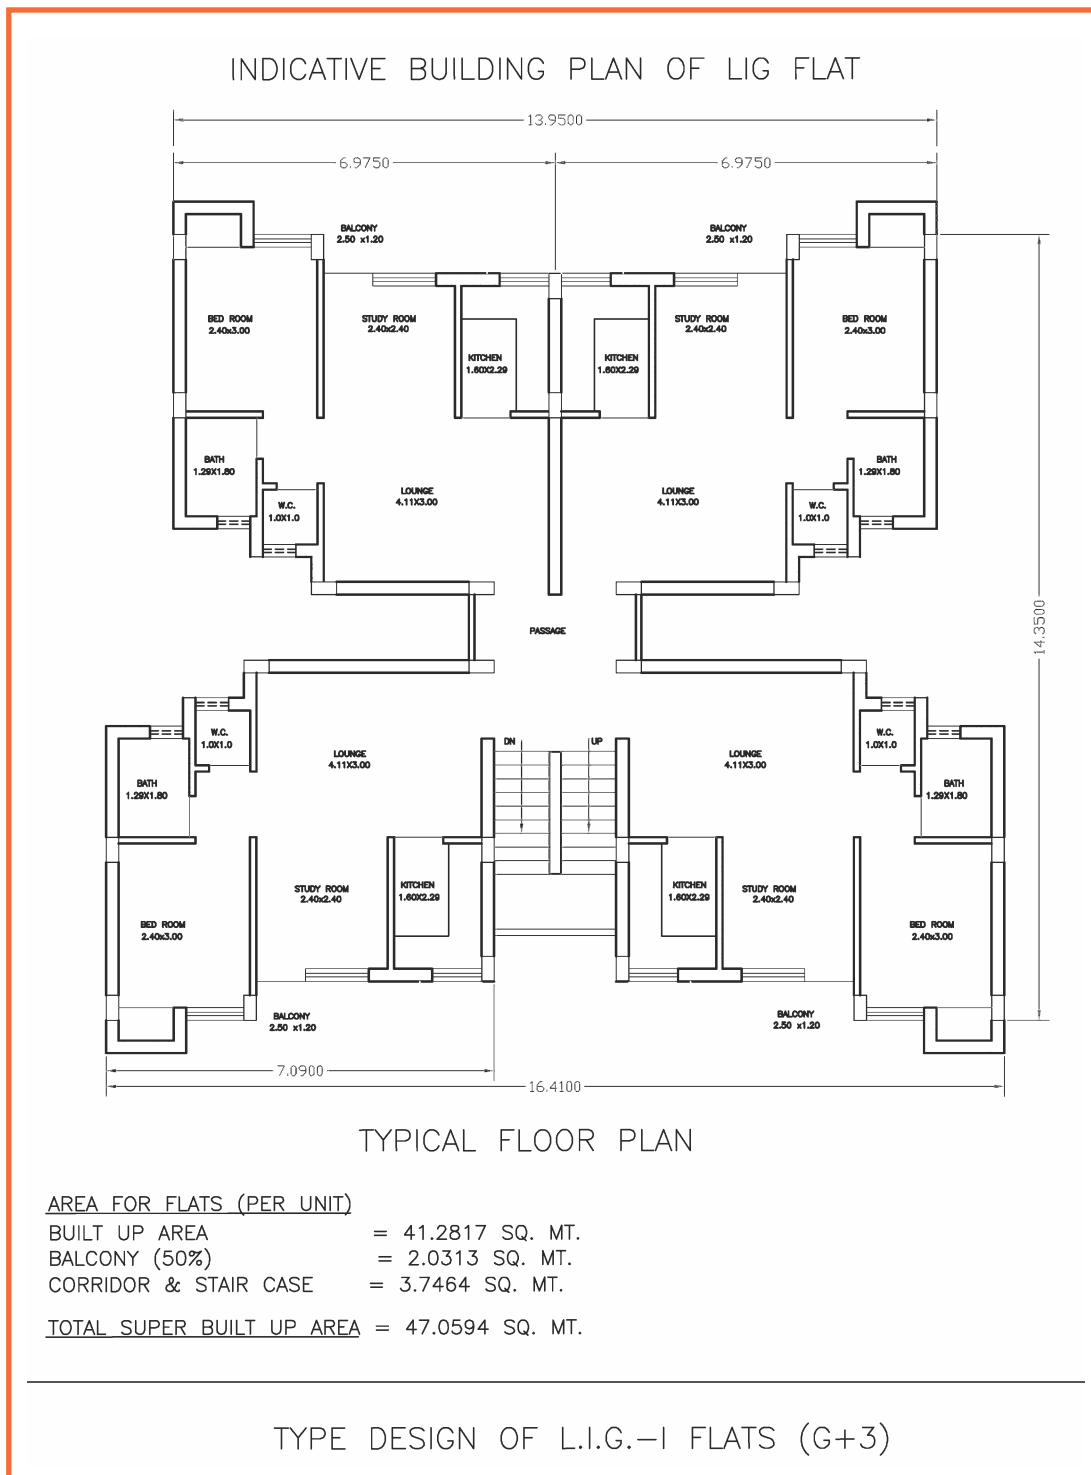 INDICATIVE BUILDING PLAN OF LIG FLAT
13.9500
6.9750
6.9750
BALCONY
2.50 x1.20
BALCONY
2.50 x1.20
BED ROOM
2.40x3.00
STUDY ROOM
2.40x2.40
KITCHEN
1.60X2.29
KITCHEN
1.60X2.29
STUDY ROOM
2.40x2.40
BED ROOM
2.40x3.00
BATH
1.29X1.80
W.C.
1.0X1.0
LOUNGE
4.11X3.00
LOUNGE
4.11X3.00
W.C.
1.0X1.0
BATH
1.29X1.80
PASSAGE
14.3500
W.C.
1.0X1.0
BATH
1.29X1.80
LOUNGE
4.11X3.00
DN
UP
LOUNGE
4.11X3.00
W.C.
1.0X1.0
BATH
1.29X1.80
BED ROOM
2.40x3.00
STUDY ROOM
2.40x2.40
KITCHEN
1.60X2.29
KITCHEN
1.60X2.29
STUDY ROOM
2.40x2.40
BED ROOM
2.40x3.00
BALCONY
2.50 x1.20
BALCONY
2.50 x1.20
7.0900
16.4100
TYPICAL FLOOR PLAN
AREA FOR FLATS (PER UNIT)
BUILT UP AREA = 41.2817 SQ. MT.
BALCONY (50%) = 2.0313 SQ. MT.
CORRIDOR & STAIR CASE = 3.7464 SQ. MT.
TOTAL SUPER BUILT UP AREA = 47.0594 SQ. MT.
TYPE DESIGN OF L.I.G.-I FLATS (G+3)